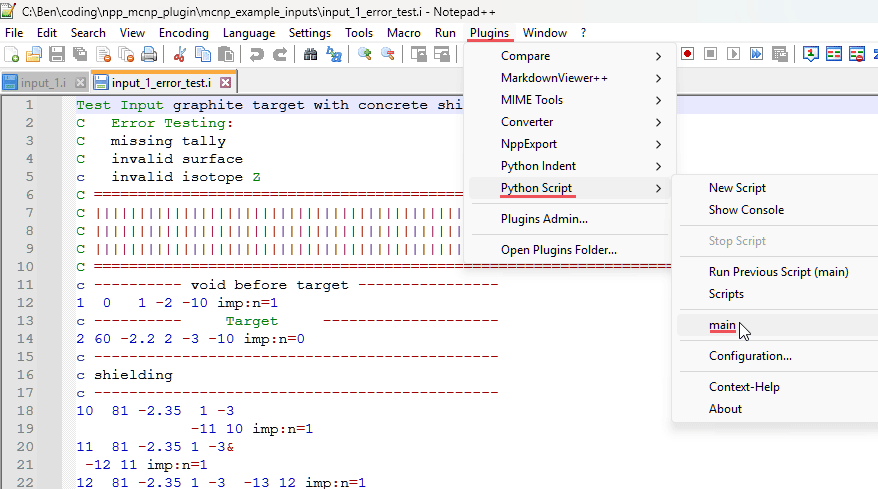 C:\Ben\coding\npp_mcnp_plugin\mcnp_example_inputs\input_1_error_test.i - Notepad++
File Edit Search View Encoding Language Settings Tools Macro Run Plugins Window ?
input_1.i input_1_error_test.i
1 Test Input graphite target with concrete shi
2 C Error Testing:
3 C missing tally
4 C invalid surface
5 c invalid isotope Z
6 C ======================================================
7 C ||||||||||||||||||||||||||||||||||||||||||
8 C ||||||||||||||||||||||||||||||||||||||||||
9 C ||||||||||||||||||||||||||||||||||||||||||
10 C ======================================================
11 c ---------- void before target ----------------
12 1 0 1 -2 -10 imp:n=1
13 c ---------- Target --------------------
14 2 60 -2.2 2 -3 -10 imp:n=0
15 c ----------------------------------------------
16 c shielding
17 c ----------------------------------------------
18 10 81 -2.35 1 -3
19 -11 10 imp:n=1
20 11 81 -2.35 1 -3&
21 -12 11 imp:n=1
22 12 81 -2.35 1 -3 -13 12 imp:n=1
Compare
MarkdownViewer++
MIME Tools
Converter
NppExport
Python Indent
Python Script
Plugins Admin...
Open Plugins Folder...
New Script
Show Console
Stop Script
Run Previous Script (main)
Scripts
main
Configuration...
Context-Help
About